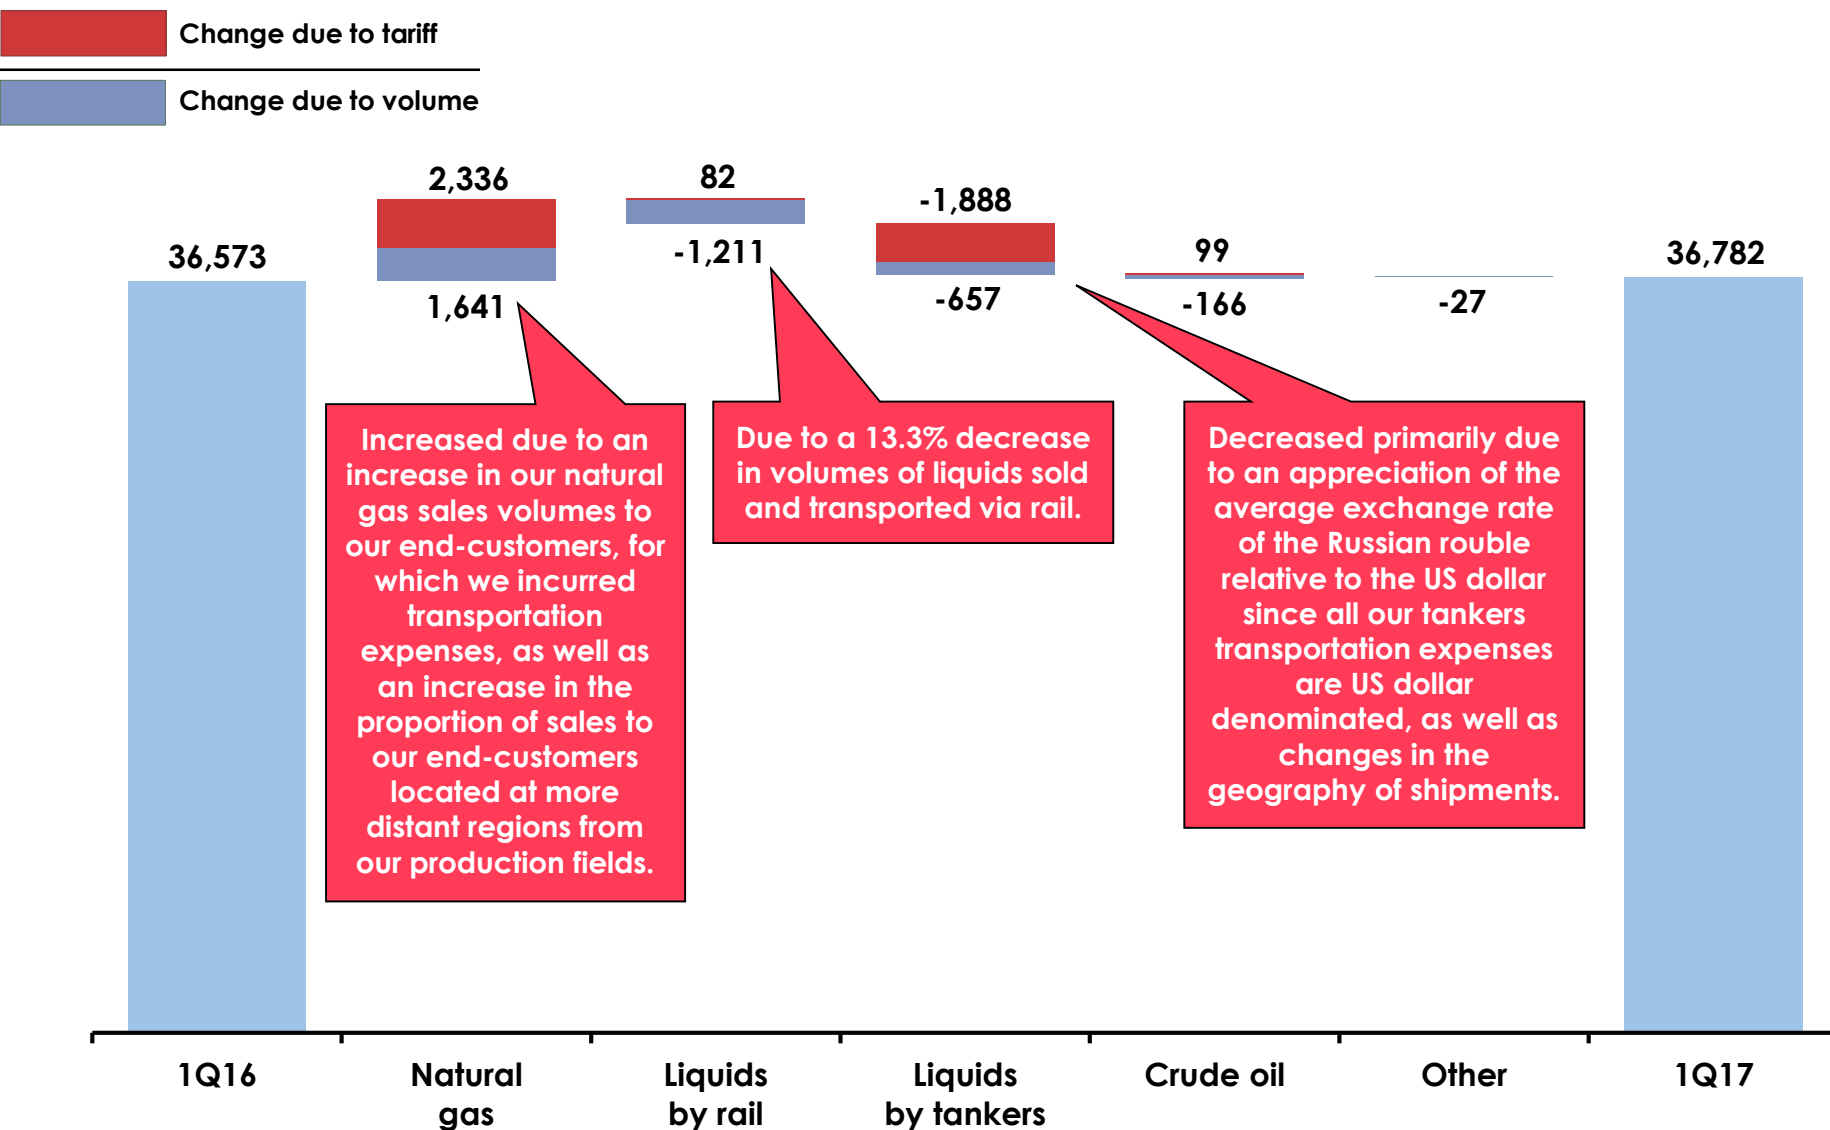 Change due to tariff
Change due to volume
2,336
82
-1,888
99
36,573
36,782
1,641
-1,211
-657
-166
-27
Increased due to an
increase in our natural
gas sales volumes to
our end-customers, for
which we incurred
transportation
expenses, as well as
an increase in the
proportion of sales to
our end-customers
located at more
distant regions from
our production fields.
Due to a 13.3% decrease
in volumes of liquids sold
and transported via rail.
Decreased primarily due
to an appreciation of the
average exchange rate
of the Russian rouble
relative to the US dollar
since all our tankers
transportation expenses
are US dollar
denominated, as well as
changes in the
geography of shipments.
1Q16
Natural
gas
Liquids
by rail
Liquids
by tankers
Crude oil
Other
1Q17